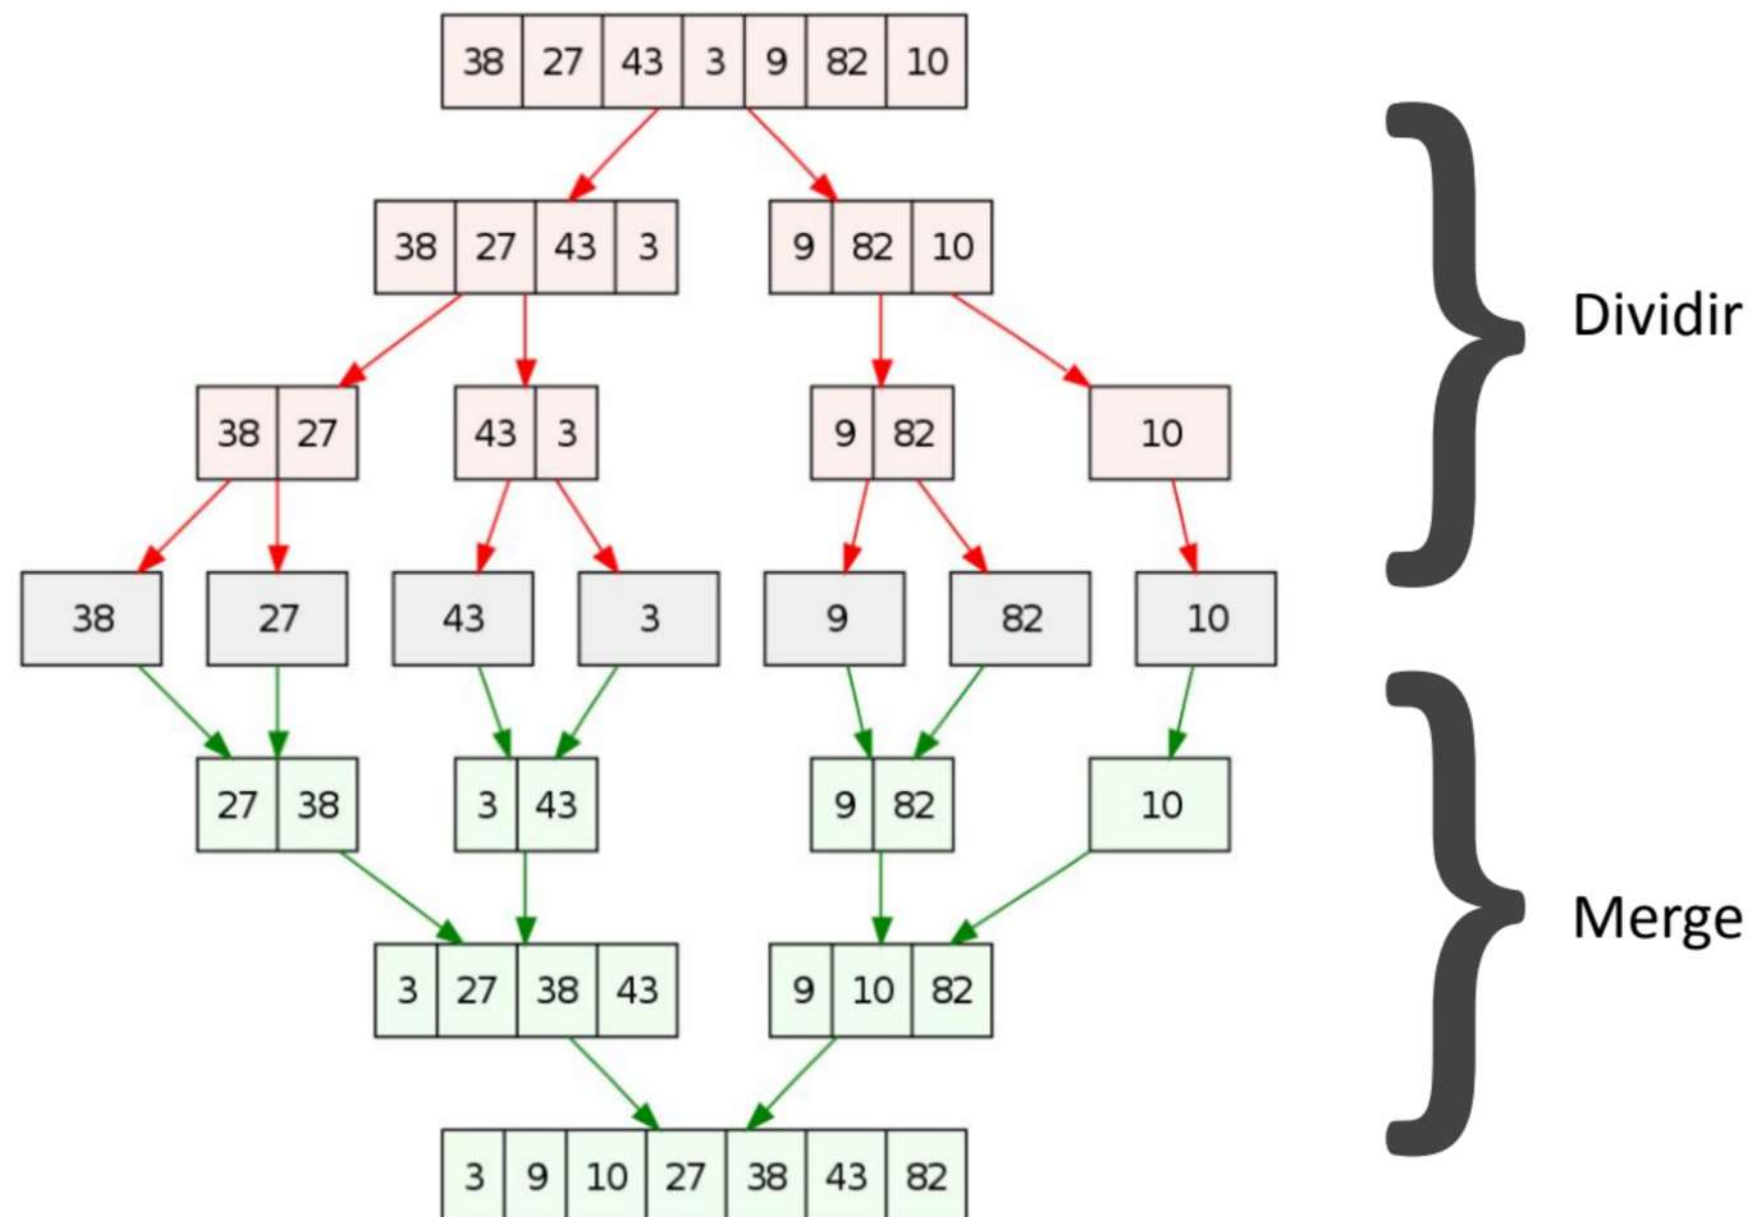 38 27 43 3 9 82 10
38 27 43 3 9 82 10
Dividir
38 27 43 3 9 82 10
38 27 43 3 9 82 10
27 38 3 43 9 82 10
Merge
3 27 38 43 9 10 82
3 9 10 27 38 43 82